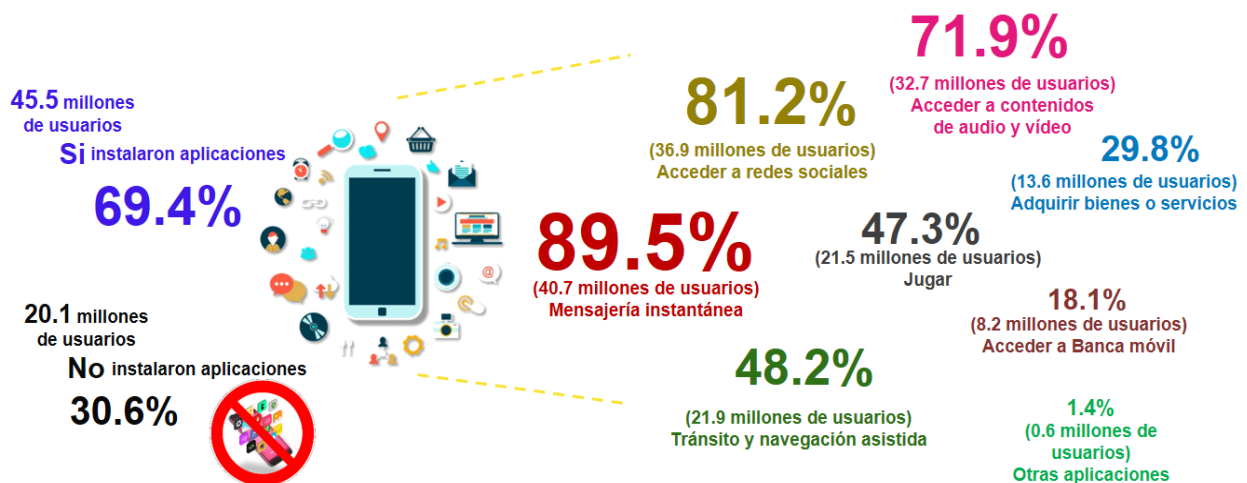 45.5 millones
de usuarios
Si instalaron aplicaciones
69.4%
20.1 millones
de usuarios
No instalaron aplicaciones
30.6%
71.9%
(32.7 millones de usuarios)
Acceder a contenidos
de audio y vídeo
81.2%
(36.9 millones de usuarios)
Acceder a redes sociales
29.8%
(13.6 millones de usuarios)
Adquirir bienes o servicios
89.5%
(40.7 millones de usuarios)
Mensajería instantánea
47.3%
(21.5 millones de usuarios)
Jugar
18.1%
(8.2 millones de usuarios)
Acceder a Banca móvil
48.2%
(21.9 millones de usuarios)
Tránsito y navegación asistida
1.4%
(0.6 millones de
usuarios)
Otras aplicaciones